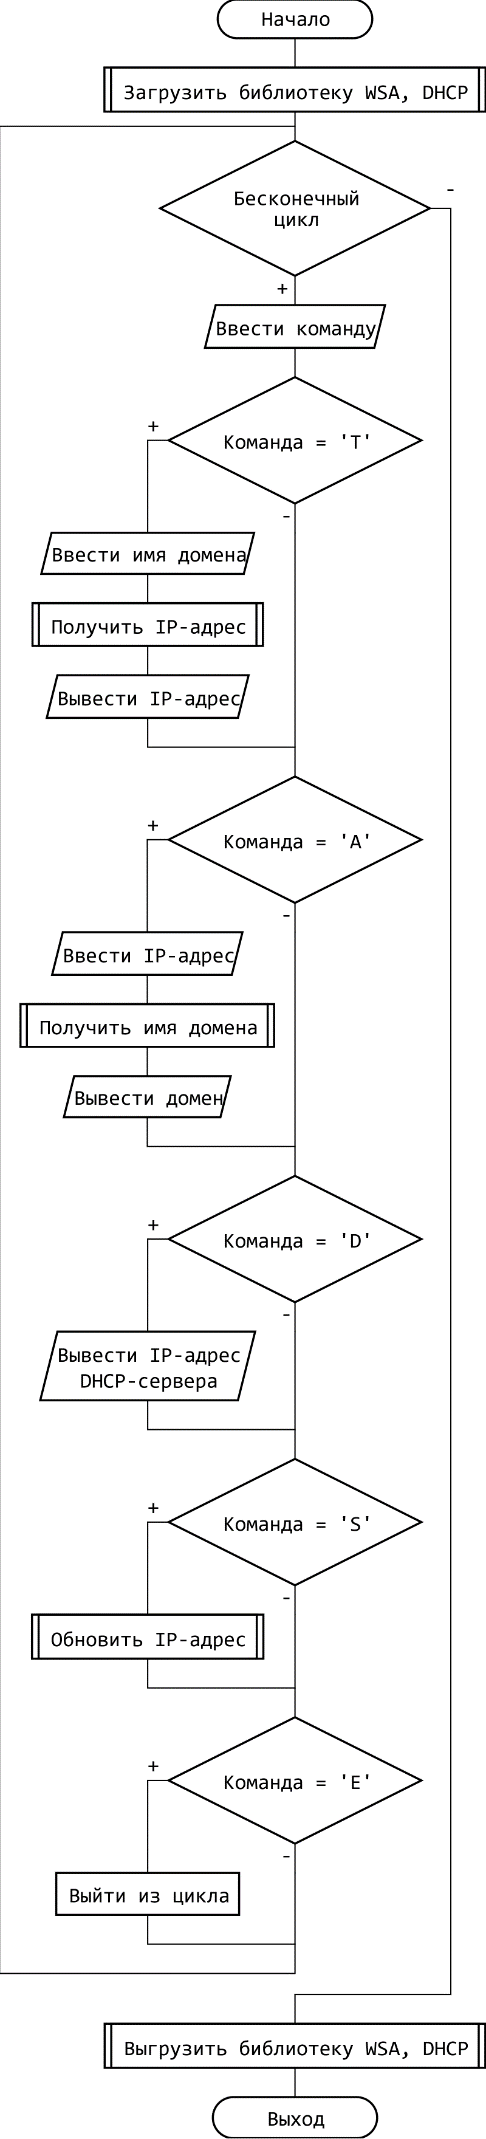 Начало
Загрузить библиотеку WSA, DHCP
Бесконечный
цикл
-
+
Ввести команду
+
Команда = 'T'
-
Ввести имя домена
Получить IP-адрес
Вывести IP-адрес
+
Команда = 'A'
-
Ввести IP-адрес
Получить имя домена
Вывести домен
+
Команда = 'D'
-
Вывести IP-адрес
DHCP-сервера
+
Команда = 'S'
-
Обновить IP-адрес
+
Команда = 'E'
-
Выйти из цикла
Выгрузить библиотеку WSA, DHCP
Выход